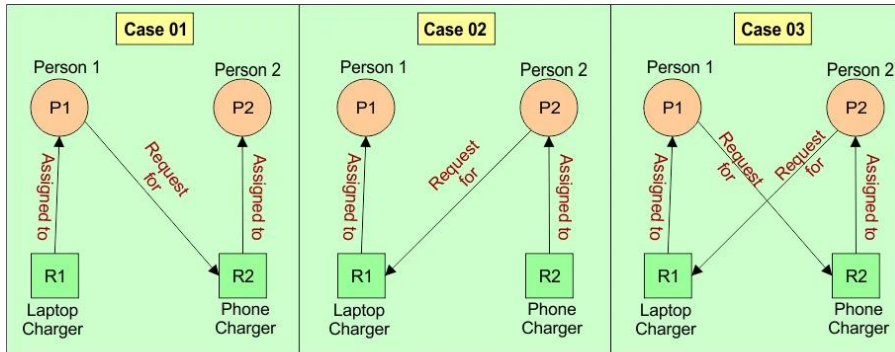 Case 01
Person 1
Person 2
P1
P2
Assigned to
Request
for
Assigned to
R1
R2
Laptop
Charger
Phone
Charger
Case 02
Person 1
Person 2
P1
P2
Assigned to
Request
for
Assigned to
R1
R2
Laptop
Charger
Phone
Charger
Case 03
Person 1
Person 2
P1
P2
Assigned to
Request
for
Request
for
Assigned to
R1
R2
Laptop
Charger
Phone
Charger